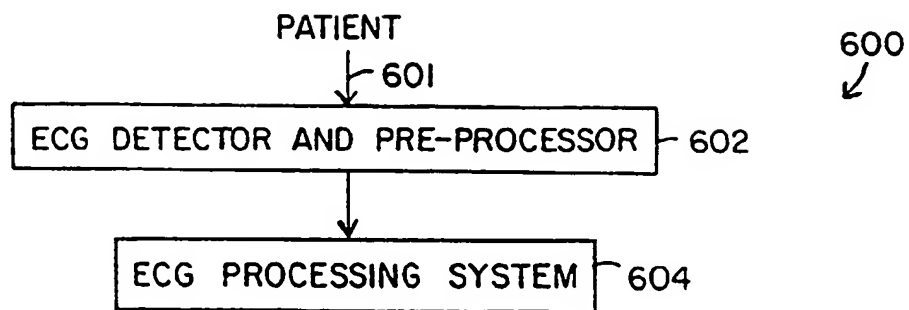 PATIENT
600
601
ECG DETECTOR AND PRE-PROCESSOR
602
ECG PROCESSING SYSTEM
604